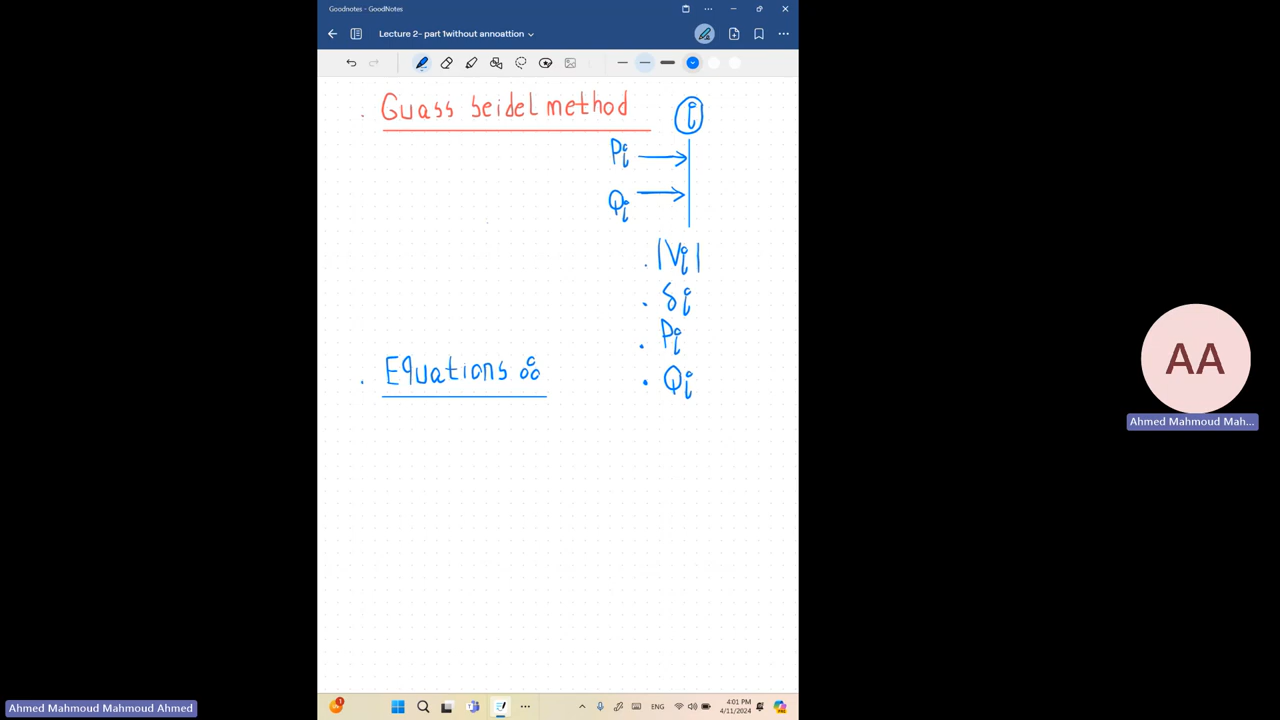 Goodnotes - GoodNotes
Lecture 2- part 1without annoattion
Guass Seidel method
i
Pi
Qi
|Vi|
δi
Pi
Equations
Qi
AA
Ahmed Mahmoud Mah...
Ahmed Mahmoud Mahmoud Ahmed
1
ENG
4:01 PM
4/11/2024